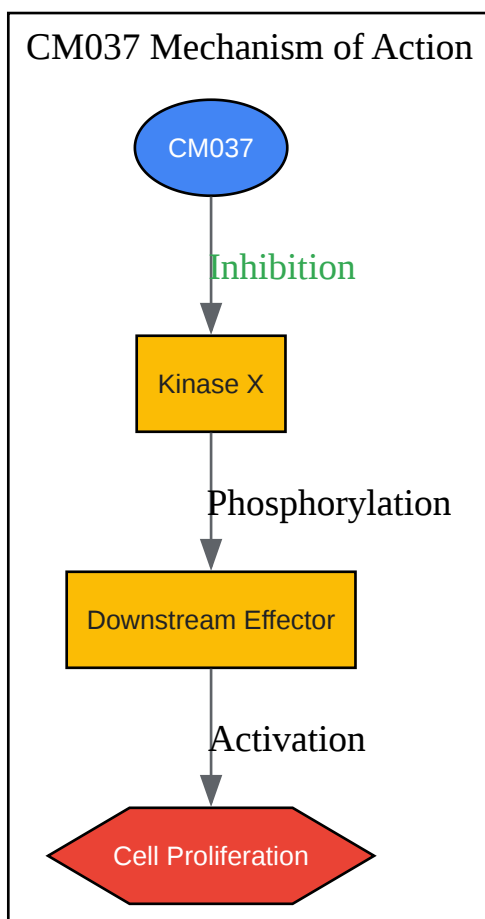 CM037 Mechanism of Action
CM037
Inhibition
Kinase X
Phosphorylation
Downstream Effector
Activation
Cell Proliferation